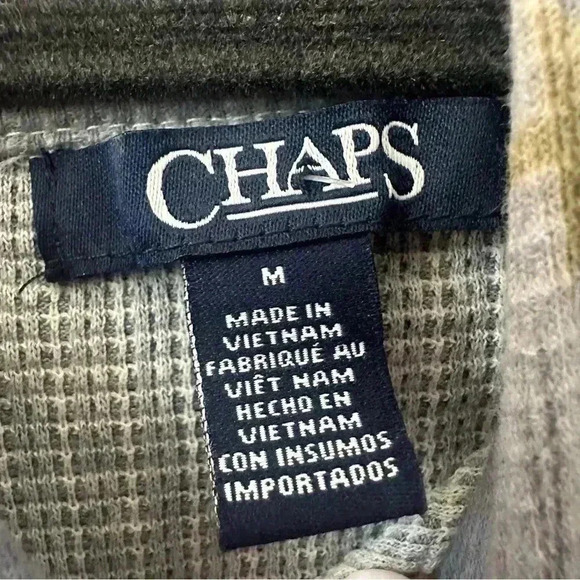 CHAPS
M
MADE IN
VIETNAM
FABRIQUÉ AU
VIÊT NAM
HECHO EN
VIETNAM
CON INSUMOS
IMPORTADOS